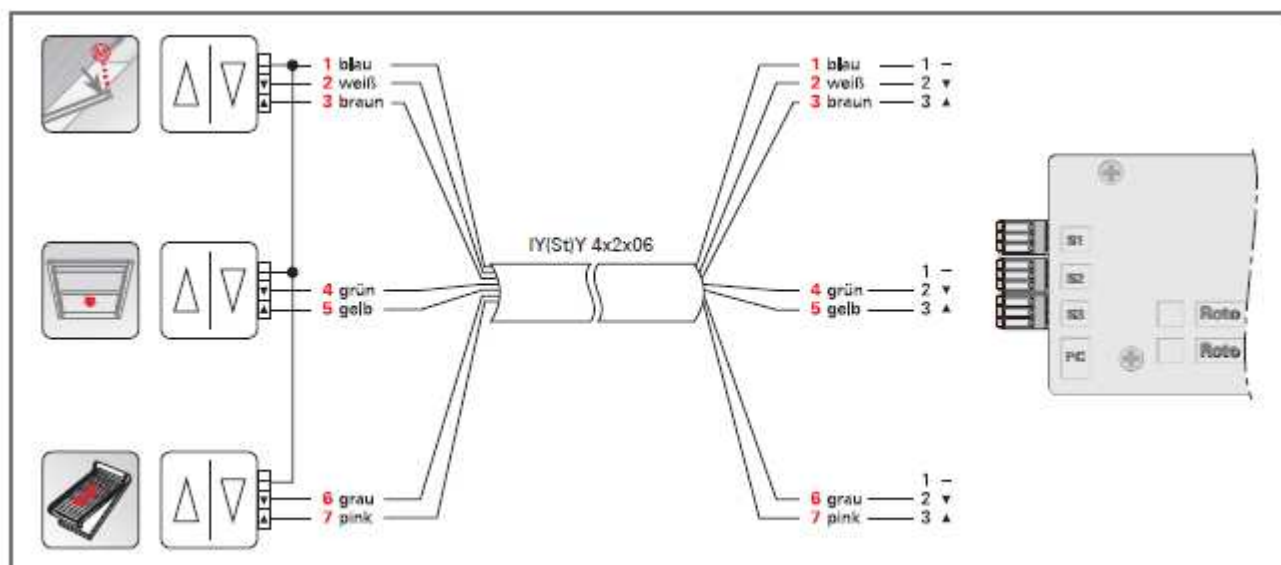 1 blau
2 weiß
3 braun
1 blau 1 –
2 weiß 2 ▼
3 braun 3 ▲
IY(St)Y 4x2x06
S1
S2
S3
PC
Roto
Roto
4 grün
5 gelb
1 –
4 grün 2 ▼
5 gelb 3 ▲
6 grau
7 pink
1 –
6 grau 2 ▼
7 pink 3 ▲